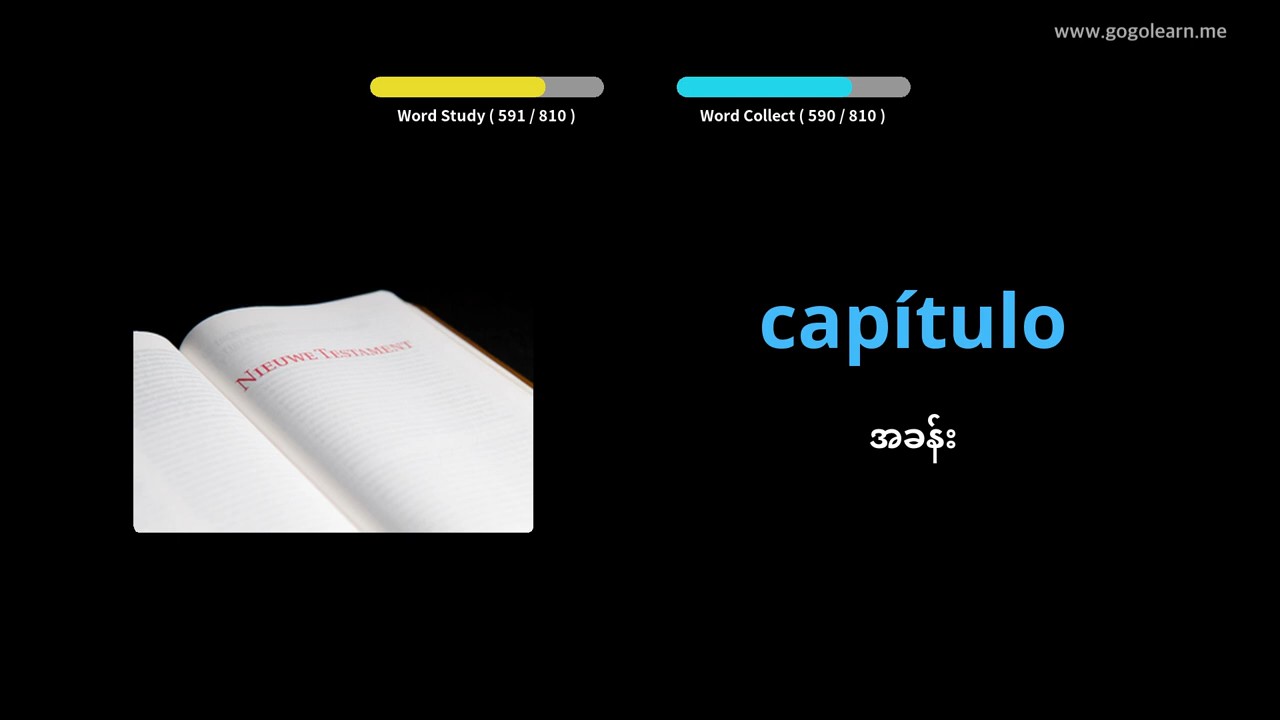 www.gogolearn.me
Word Study ( 591 / 810 )
Word Collect ( 590 / 810 )
NIEUWE TESTAMENT
capítulo
အခန်း